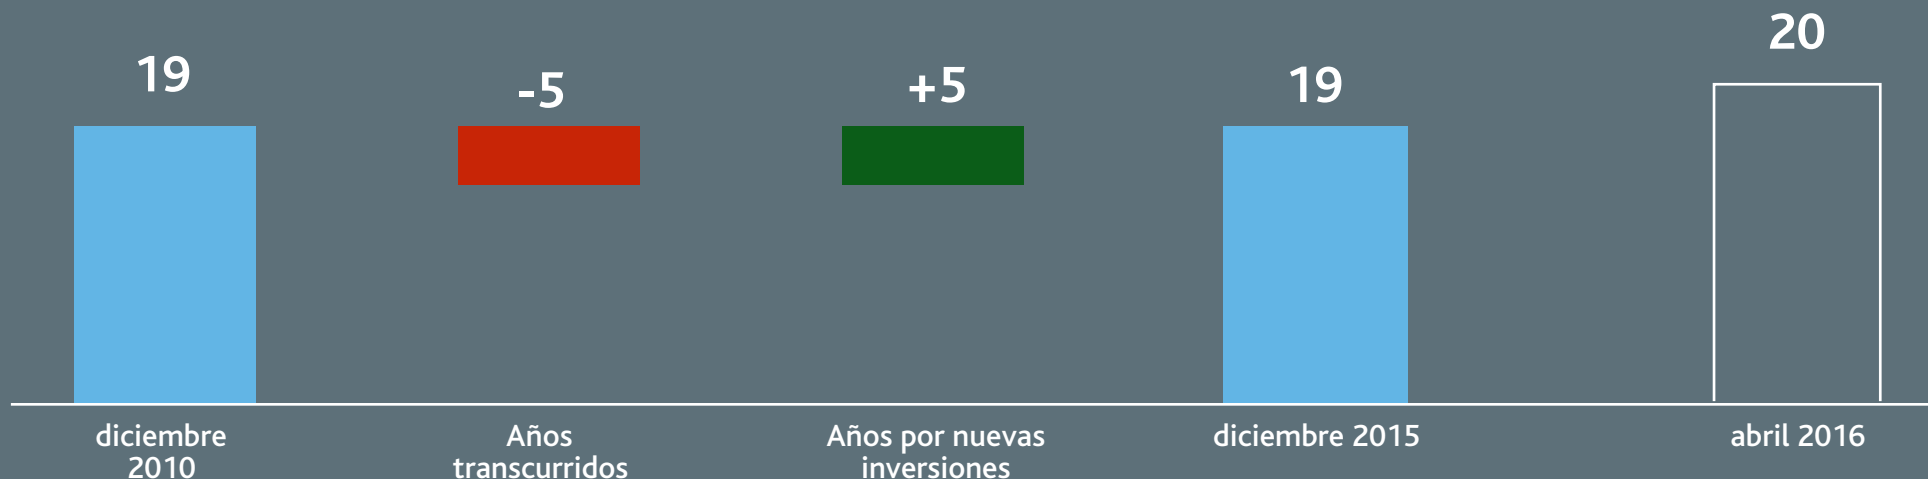 19
-5
+5
19
20
diciembre
2010
Años
transcurridos
Años por nuevas
inversiones
diciembre 2015
abril 2016